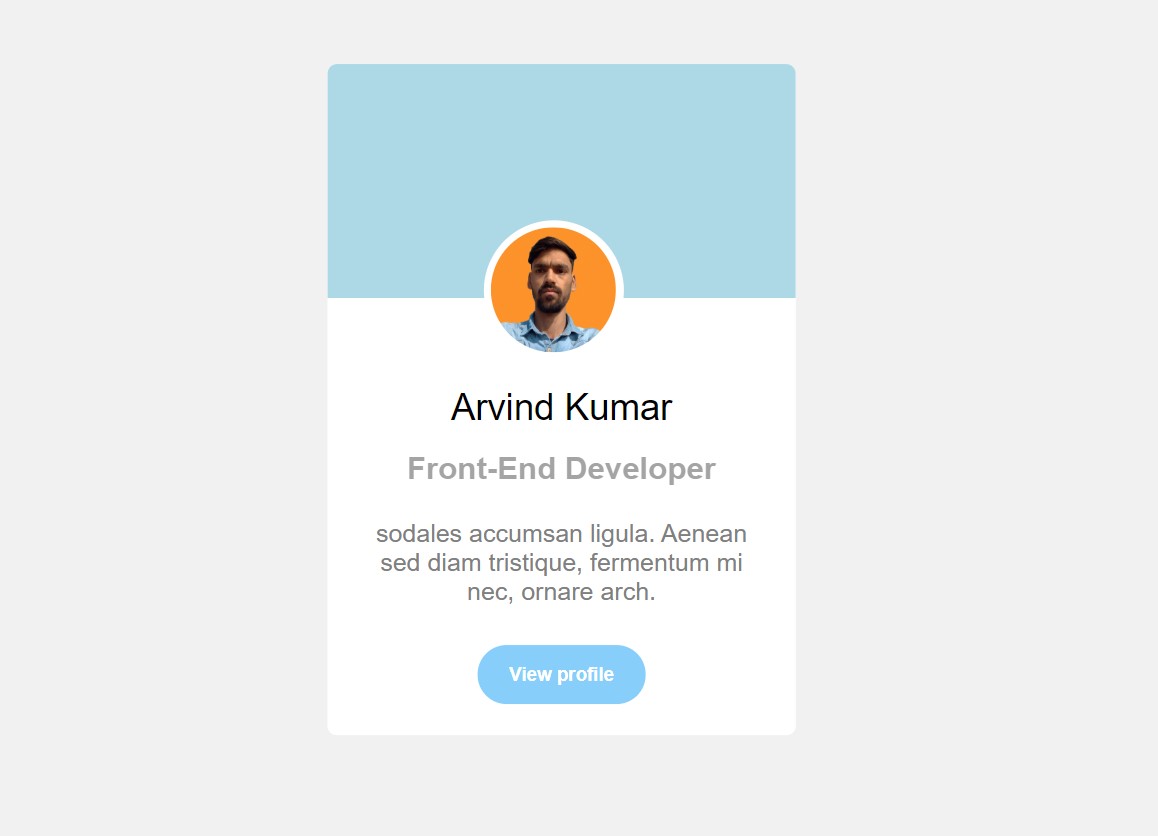 Arvind Kumar
Front-End Developer
sodales accumsan ligula. Aenean
sed diam tristique, fermentum mi
nec, ornare arch.
View profile